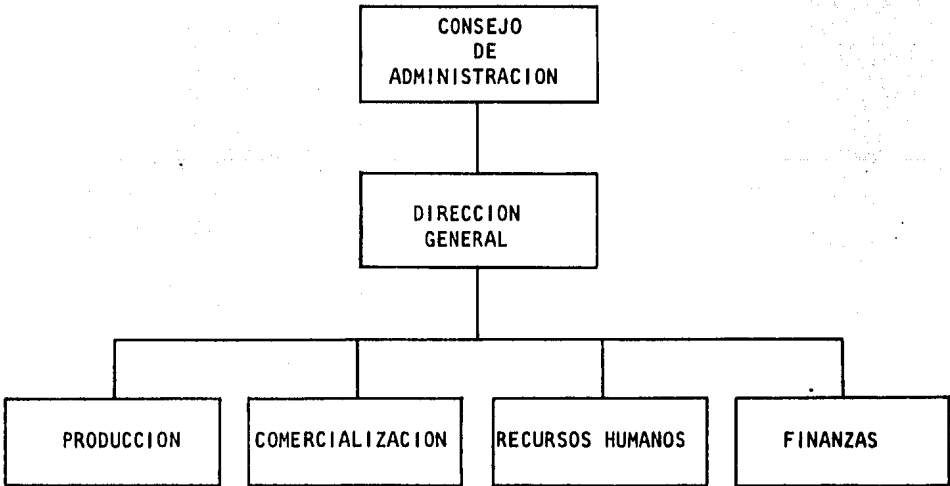 CONSEJO
DE
ADMINISTRACION
DIRECCION
GENERAL
PRODUCCION
COMERCIALIZACION
RECURSOS HUMANOS
FINANZAS